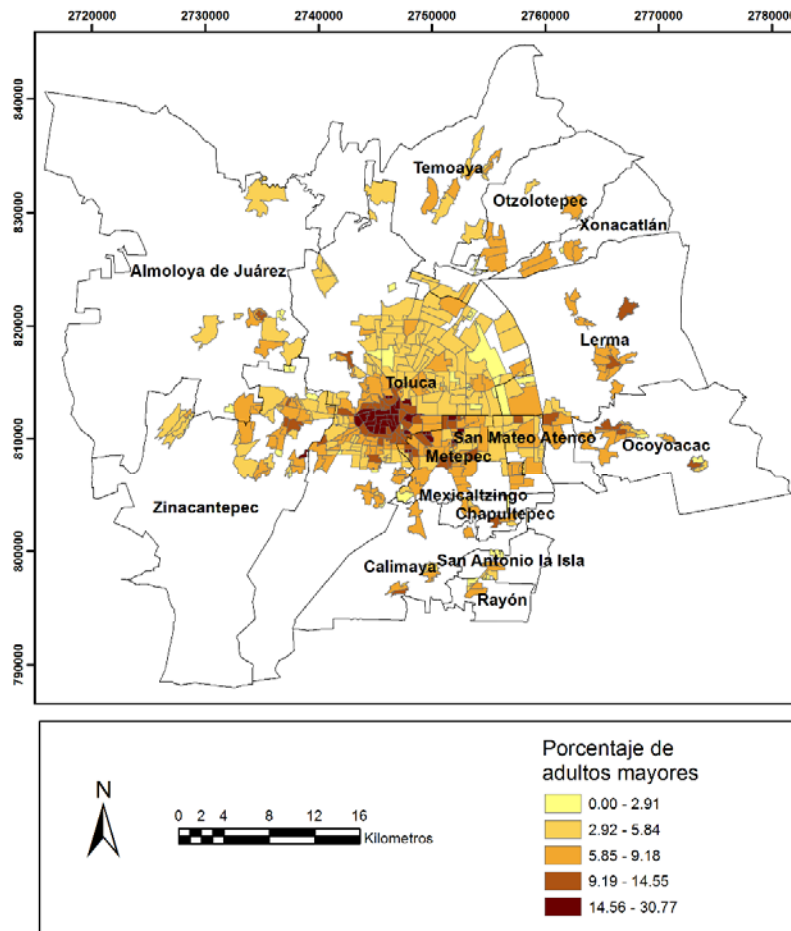 2720000 2730000 2740000 2750000 2760000 2770000 2780000
840000
830000
820000
810000
800000
790000
Temoaya
Otzolotepec
Xonacatlán
Almoloya de Juárez
Lerma
Toluca
San Mateo Atenco
Ocoyoacac
Metepec
Mexicaltzingo
Zinacantepec
Chapultepec
Calimaya
San Antonio la Isla
Rayón
N
0 1 2 4 8 12 16
Kilometros
Porcentaje de
adultos mayores
0.00 - 2.91
2.92 - 5.84
5.85 - 9.18
9.19 - 14.55
14.56 - 30.77